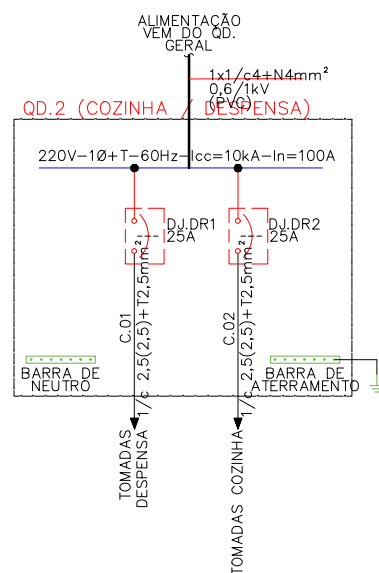 ALIMENTAÇÃO
VEM DO QD.
GERAL
1x1/c4+N4mm²
0,6/1kV
(PVC)
QD.2 (COZINHA / DESPENSA)
220V-1Ø+T-60Hz-Icc=10kA-In=100A
DJ.DR1
25A
DJ.DR2
25A
C.01
1/c 2,5(2,5)+T2,5mm²
C.02
1/c 2,5(2,5)+T2,5mm²
BARRA DE
NEUTRO
BARRA DE
ATERRAMENTO
TOMADAS
DESPENSA
TOMADAS COZINHA